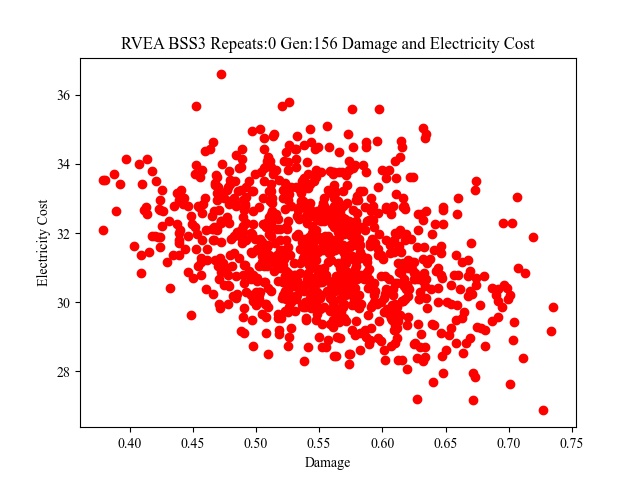 RVEA BSS3 Repeats:0 Gen:156 Damage and Electricity Cost
36
34
32
30
28
Electricity Cost
0.40 0.45 0.50 0.55 0.60 0.65 0.70 0.75
Damage